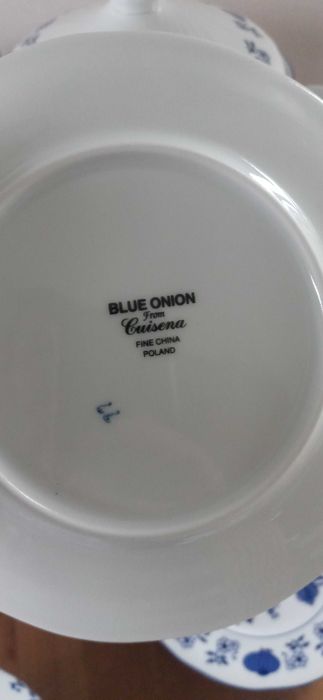 BLUE ONION
From
Cuisena
FINE CHINA
POLAND